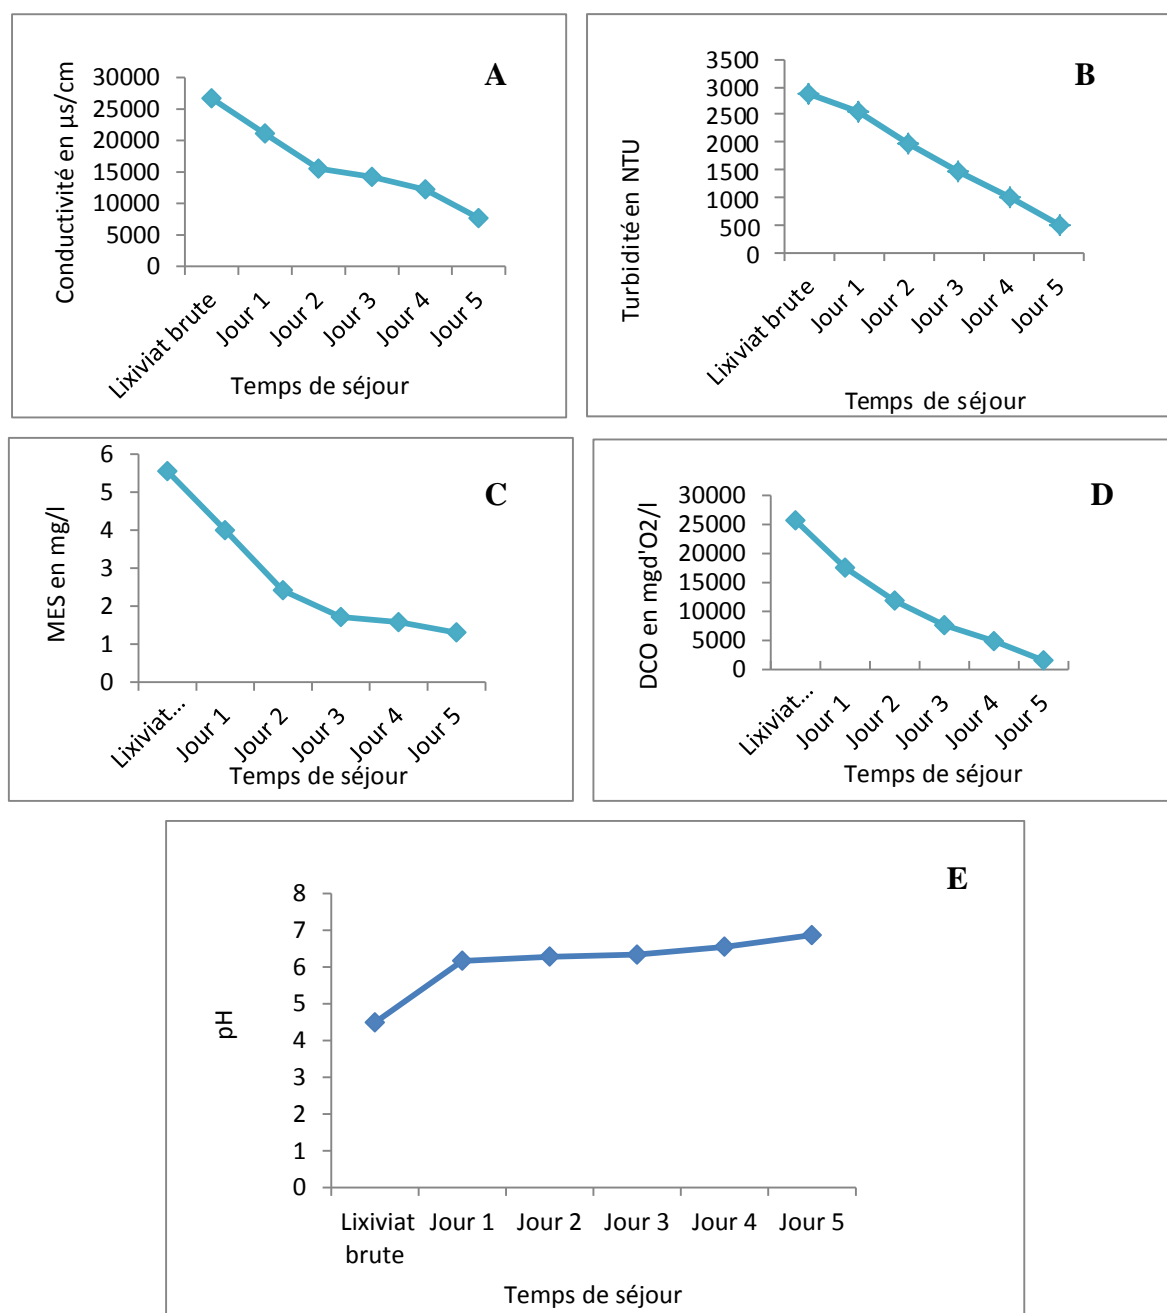 A
Conductivité en µs/cm
30000
25000
20000
15000
10000
5000
0
Lixiviat brute
Jour 1
Jour 2
Jour 3
Jour 4
Jour 5
Temps de séjour
B
Turbidité en NTU
3500
3000
2500
2000
1500
1000
500
0
Lixiviat brute
Jour 1
Jour 2
Jour 3
Jour 4
Jour 5
Temps de séjour
C
MES en mg/l
6
5
4
3
2
1
0
Lixiviat...
Jour 1
Jour 2
Jour 3
Jour 4
Jour 5
Temps de séjour
D
DCO en mgd'O2/l
30000
25000
20000
15000
10000
5000
0
Lixiviat...
Jour 1
Jour 2
Jour 3
Jour 4
Jour 5
Temps de séjour
E
pH
8
7
6
5
4
3
2
1
0
Lixiviat
brute
Jour 1
Jour 2
Jour 3
Jour 4
Jour 5
Temps de séjour